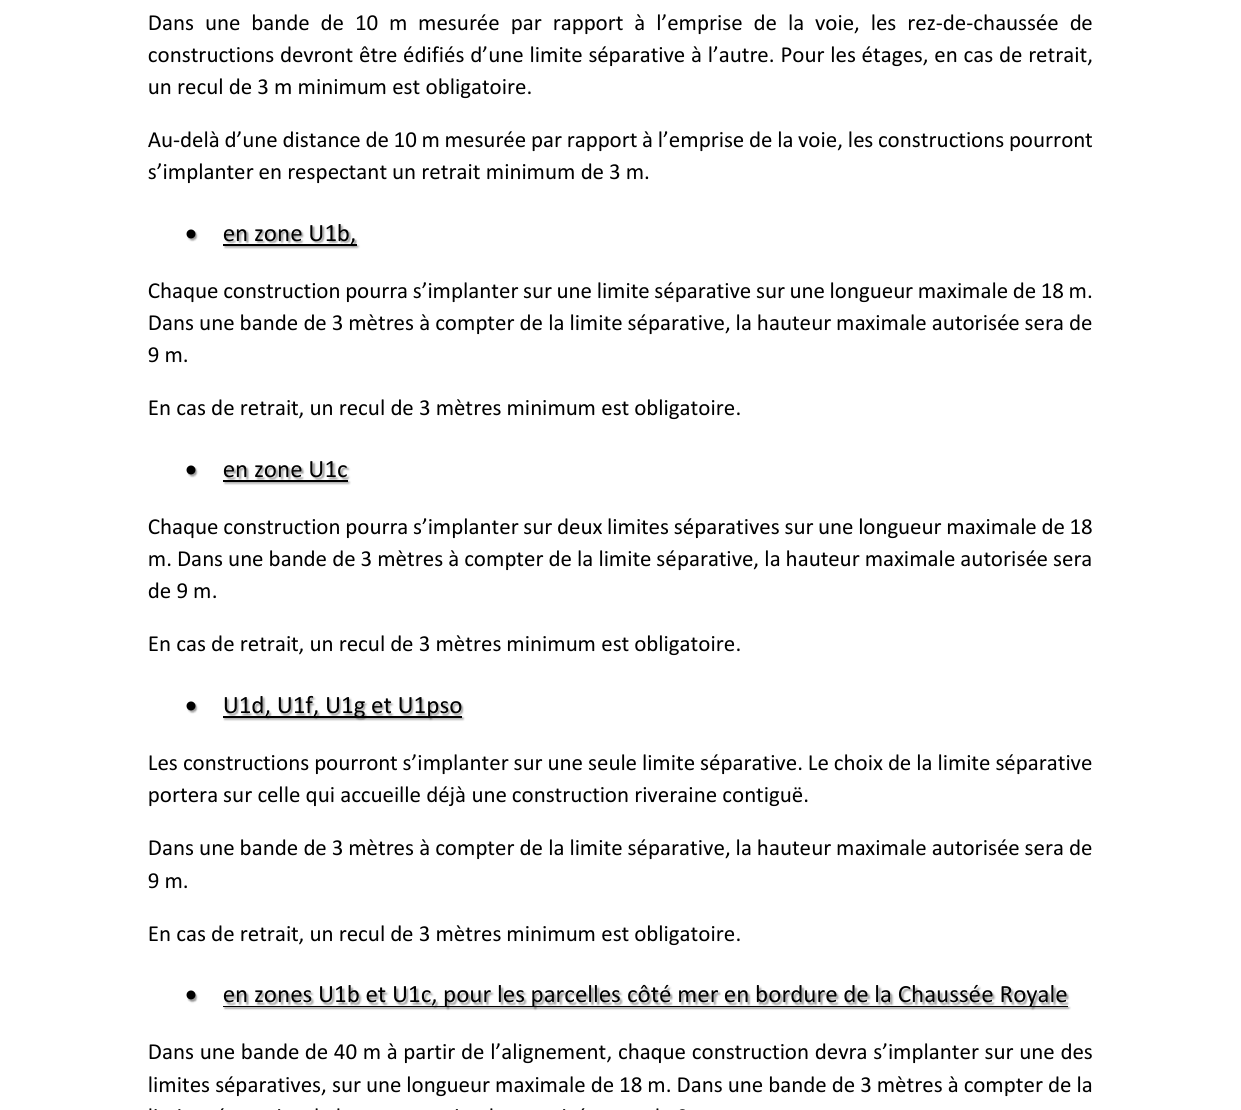 Dans une bande de 10 m mesurée par rapport à l’emprise de la voie, les rez-de-chaussée de
constructions devront être édifiés d’une limite séparative à l’autre. Pour les étages, en cas de retrait,
un recul de 3 m minimum est obligatoire.
Au-delà d’une distance de 10 m mesurée par rapport à l’emprise de la voie, les constructions pourront
s’implanter en respectant un retrait minimum de 3 m.
• en zone U1b,
Chaque construction pourra s’implanter sur une limite séparative sur une longueur maximale de 18 m.
Dans une bande de 3 mètres à compter de la limite séparative, la hauteur maximale autorisée sera de
9 m.
En cas de retrait, un recul de 3 mètres minimum est obligatoire.
• en zone U1c
Chaque construction pourra s’implanter sur deux limites séparatives sur une longueur maximale de 18
m. Dans une bande de 3 mètres à compter de la limite séparative, la hauteur maximale autorisée sera
de 9 m.
En cas de retrait, un recul de 3 mètres minimum est obligatoire.
• U1d, U1f, U1g et U1pso
Les constructions pourront s’implanter sur une seule limite séparative. Le choix de la limite séparative
portera sur celle qui accueille déjà une construction riveraine contiguë.
Dans une bande de 3 mètres à compter de la limite séparative, la hauteur maximale autorisée sera de
9 m.
En cas de retrait, un recul de 3 mètres minimum est obligatoire.
• en zones U1b et U1c, pour les parcelles côté mer en bordure de la Chaussée Royale
Dans une bande de 40 m à partir de l’alignement, chaque construction devra s’implanter sur une des
limites séparatives, sur une longueur maximale de 18 m. Dans une bande de 3 mètres à compter de la